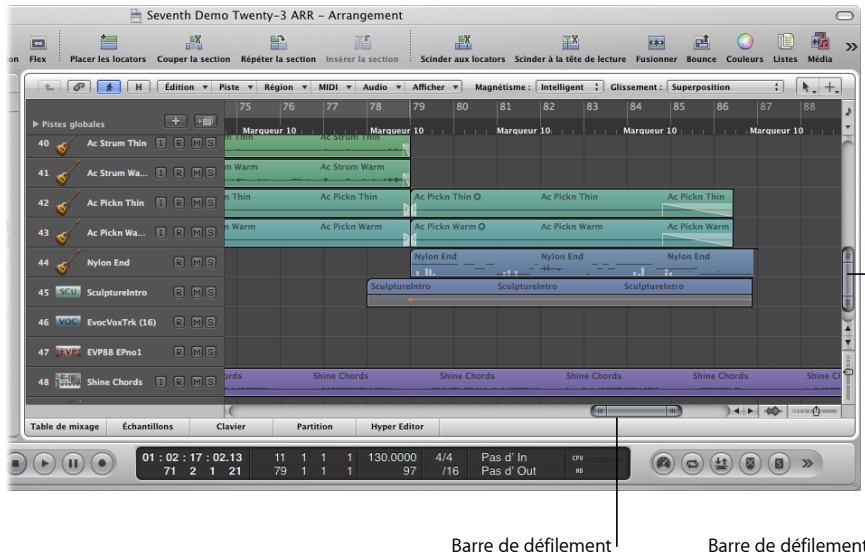 Seventh Demo Twenty-3 ARR – Arrangement
on Flex Placer les locators Couper la section Répéter la section Insérer la section Scinder aux locators Scinder à la tête de lecture Fusionner Bounce Couleurs Listes Média »
H Édition Piste Région MIDI Audio Afficher Magnétisme : Intelligent Glissement : Superposition
75 76 77 78 79 80 81 82 83 84 85 86 87 88
Pistes globales
Marqueur 10 Marqueur 10 Marqueur 10 Marqueur 10 Marqueur 10
40 Ac Strum Thin I R M S Ac Strum Thin
41 Ac Strum Wa... I R M S m Warm Ac Strum Warm
42 Ac Pickn Thin I R M S n Thin Ac Pickn Thin Ac Pickn Thin Ac Pickn Thin Ac Pickn Thin
43 Ac Pickn Wa... I R M S n Warm Ac Pickn Warm Ac Pickn Warm Ac Pickn Warm Ac Pickn Warm
44 Nylon End R M S Nylon End Nylon End Nylon End
45 SCU SculptureIntro R M S SculptureIntro SculptureIntro SculptureIntro
46 VOC EvocVoxTrk (16) R M S
47 EVP EVP88 EPno1 R M S
48 Shine Chords I R M S ords Shine Chords Shine Chords Shine Chords Shine Chords Shine Ch
Table de mixage Échantillons Clavier Partition Hyper Editor
01 : 02 : 17 : 02.13 11 1 1 1 130.0000 4/4 Pas d' In CPU
71 2 1 21 79 1 1 1 97 /16 Pas d' Out HD
Barre de défilement Barre de défilement